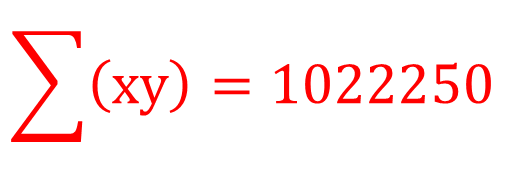 ∑(xy) = 1022250